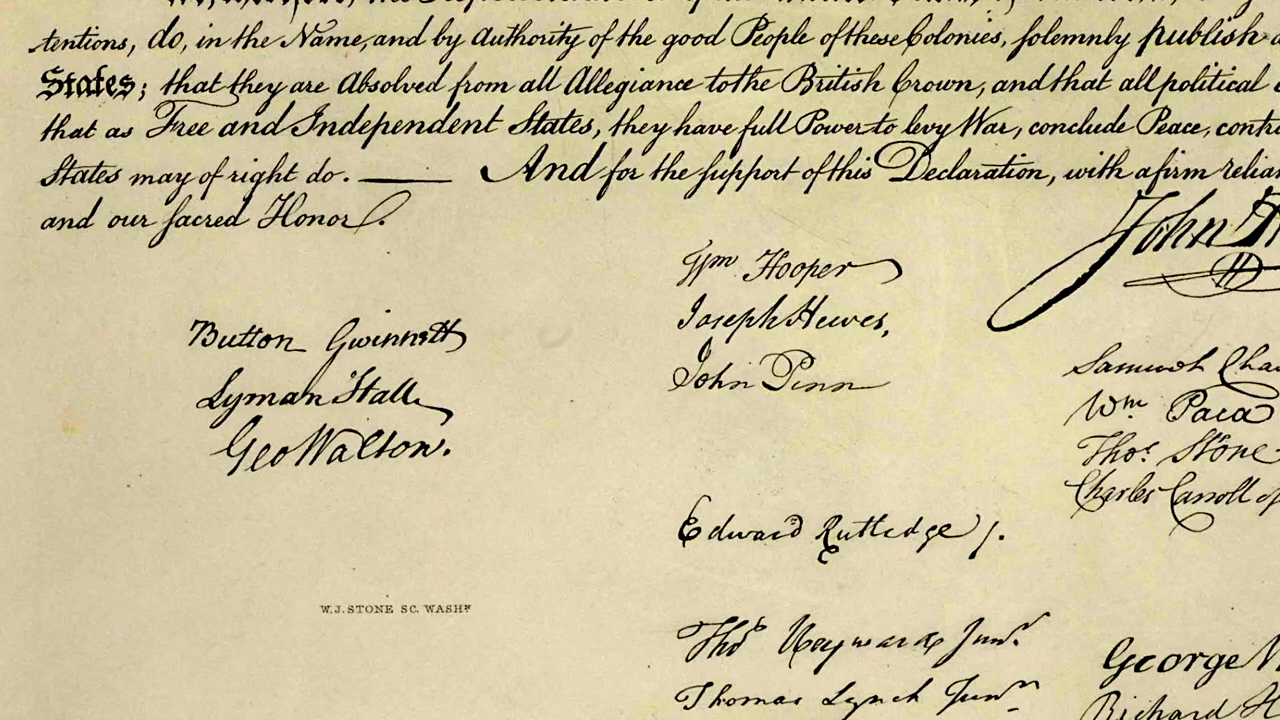 tentions, do, in the Name, and by Authority of the good People of these Colonies, solemnly publish
States; that they are Absolved from all Allegiance to the British Crown, and that all political
that as Free and Independent States, they have full Power to levy War, conclude Peace,
States may of right do. —— And for the support of this Declaration, with a firm
and our sacred Honor.
John
Wm Hooper
Joseph Hewes,
John Penn
Button Gwinnett
Lyman Hall
Geo Walton.
Wm. Paca
Thos. Stone
Charles Carroll of
Edward Rutledge /.
W. J. STONE SC. WASHN
Thos Heyward Junr.
Thomas Lynch Junr.
George
Richard